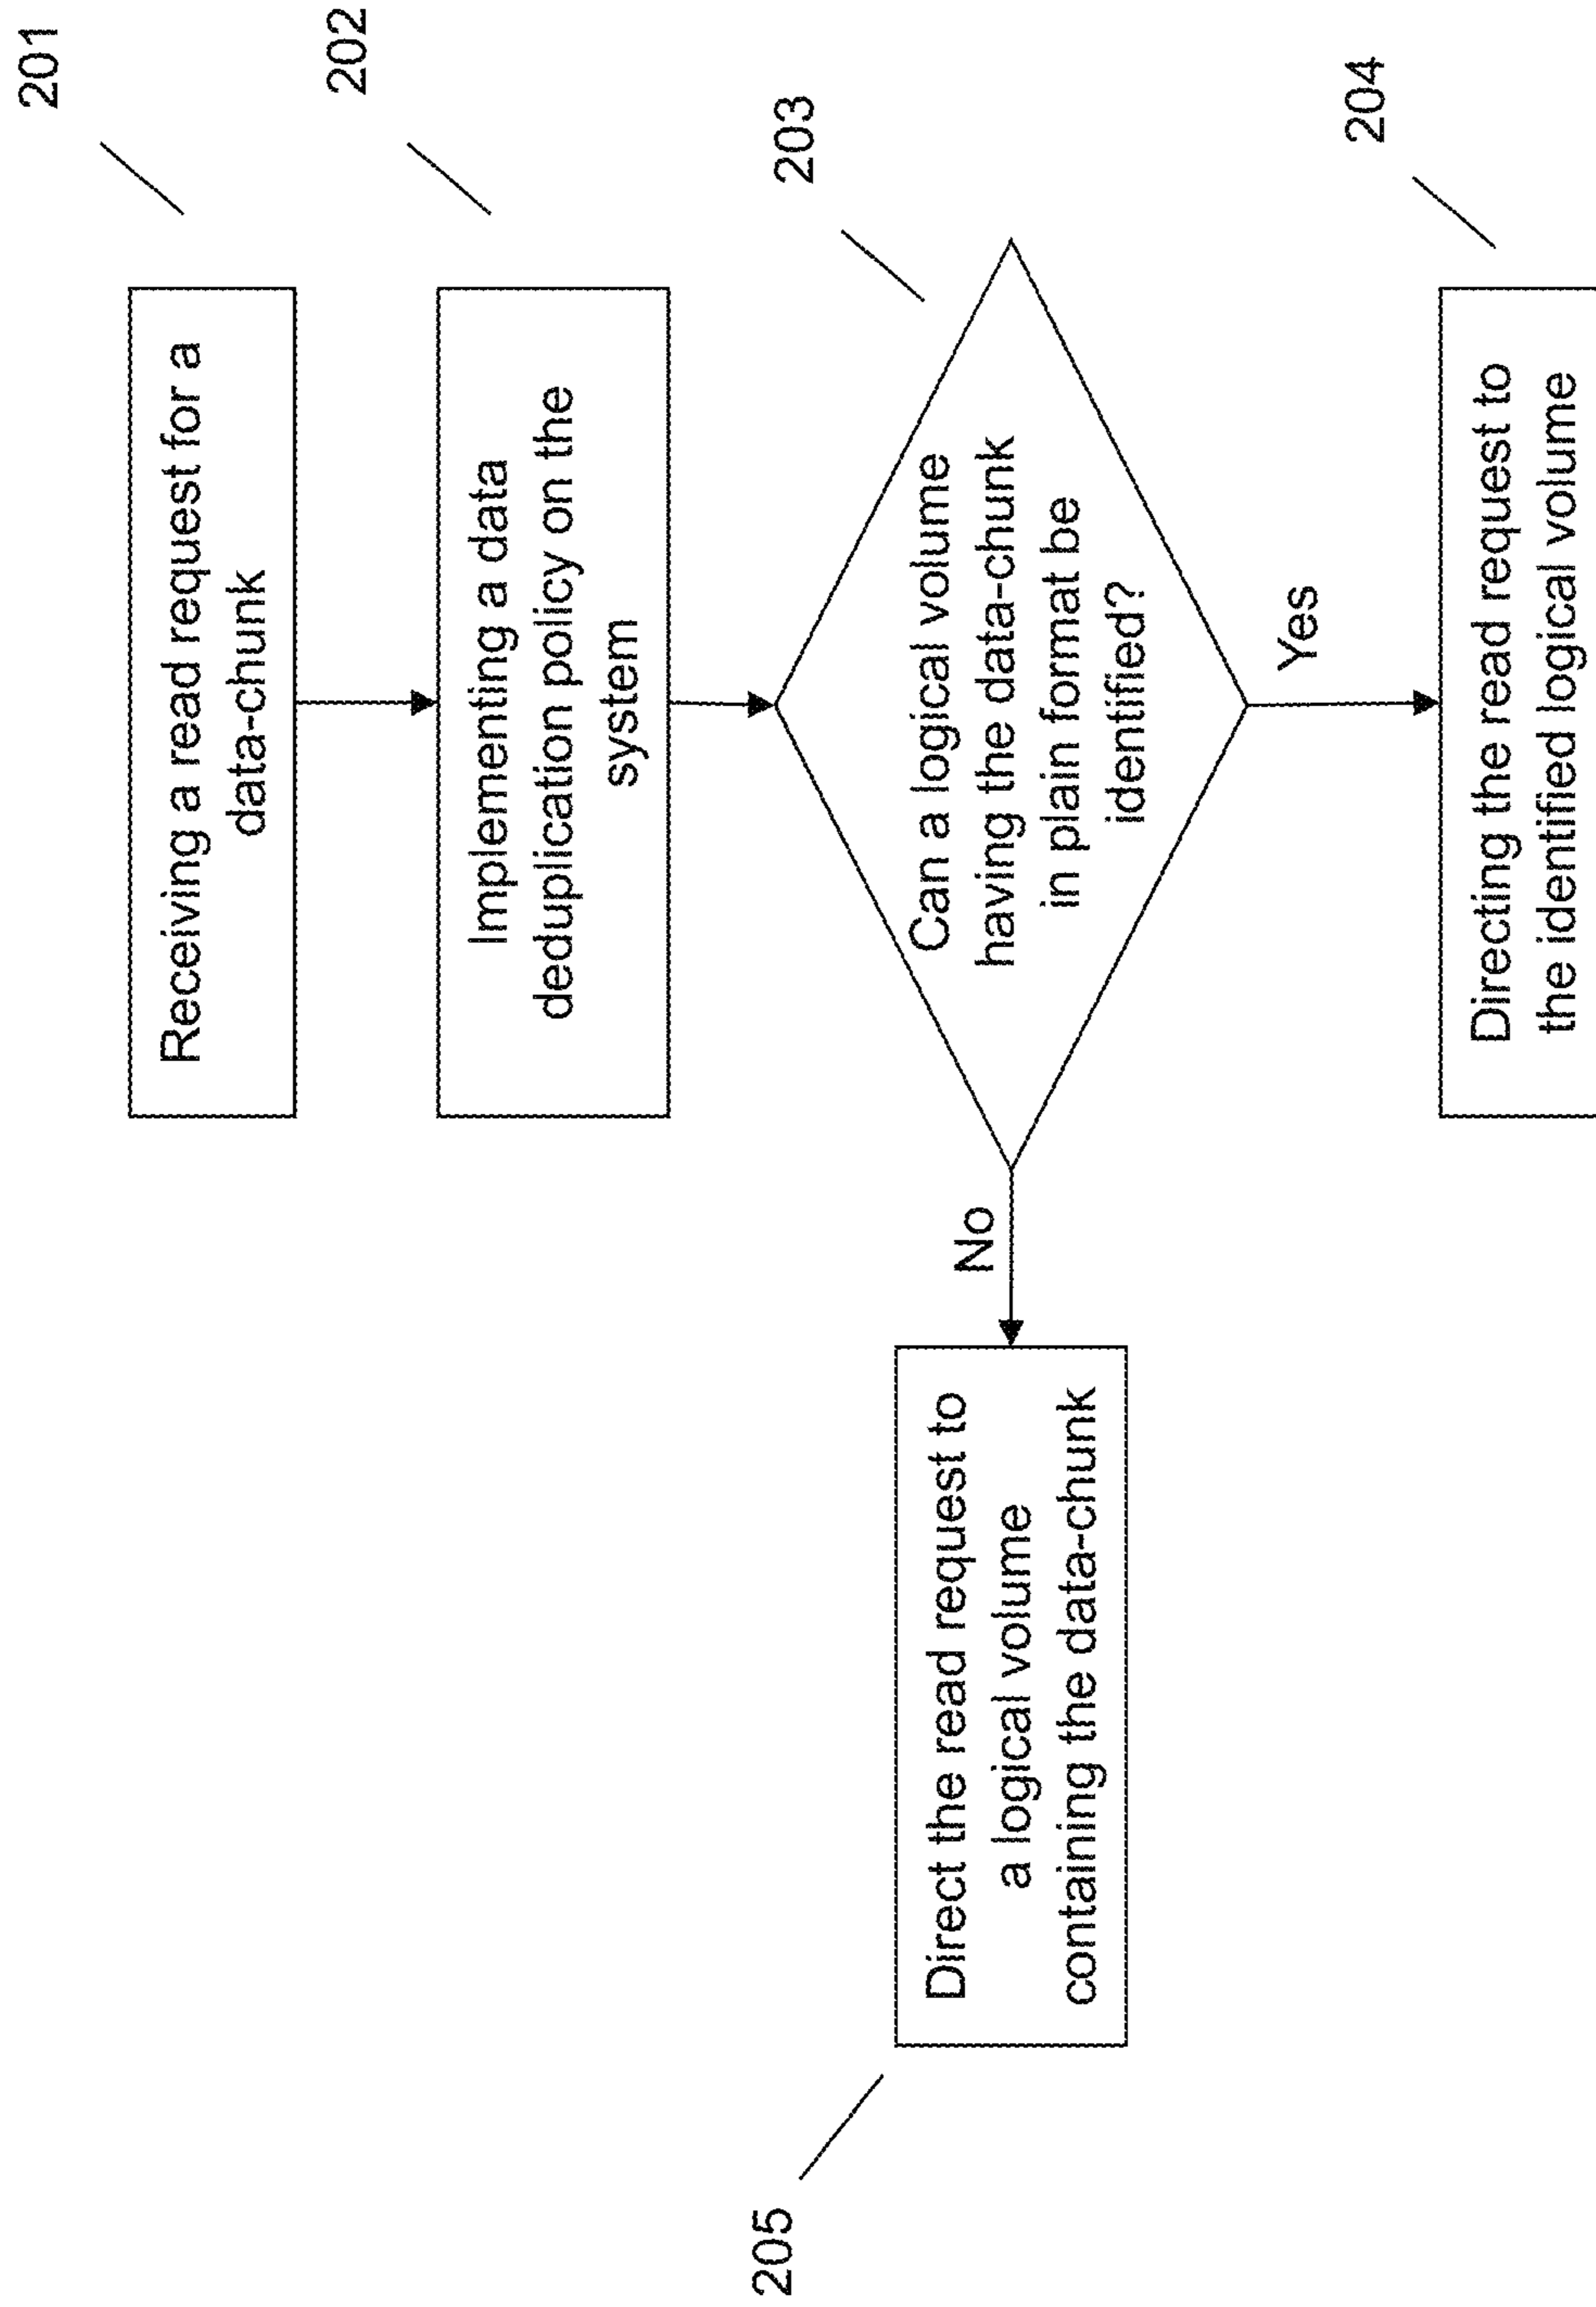 201
Receiving a read request for a
data-chunk
202
Implementing a data
deduplication policy on the
system
203
Can a logical volume
having the data-chunk
in plain format be
identified?
No
Yes
205
Direct the read request to
a logical volume
containing the data-chunk
204
Directing the read request to
the identified logical volume